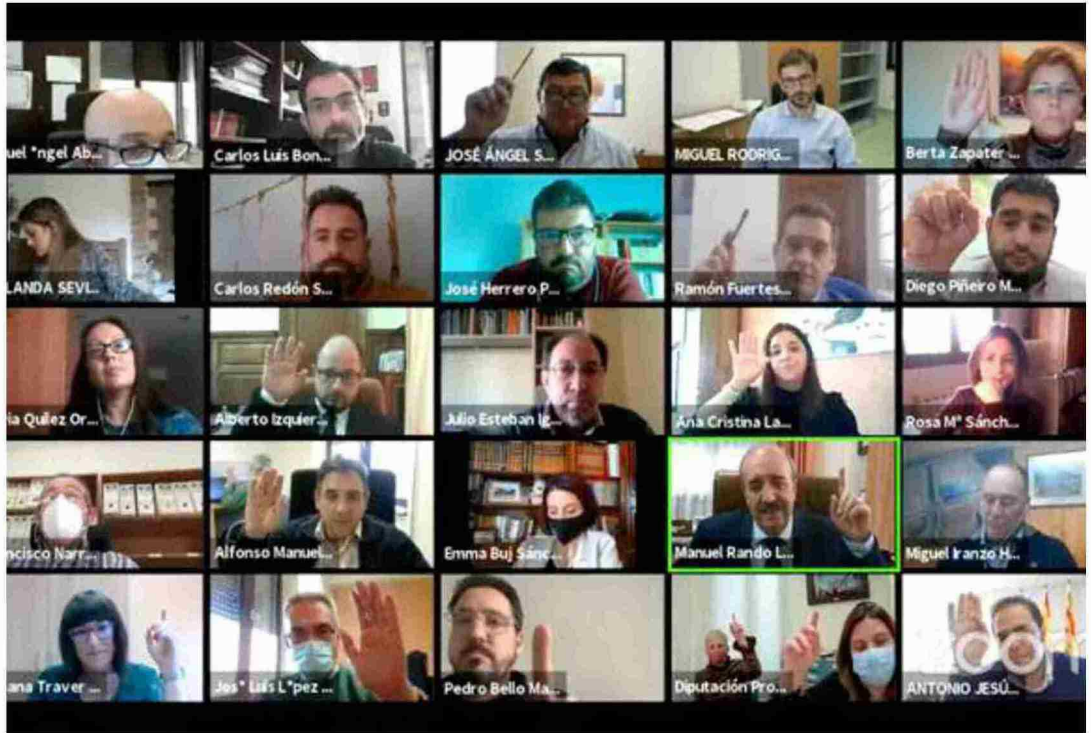 uel *ngel Ab...
Carlos Luis Bon...
JOSÉ ÁNGEL S...
MIGUEL RODRIG...
Berta Zapater ...
LANDA SEVI...
Carlos Redón S...
José Herrero P...
Ramón Fuertes...
Diego Piñeiro M...
ia Quílez Or...
Alberto Izquier...
Julio Esteban Ig...
Ana Cristina La...
Rosa Mª Sánch...
ncisco Narr...
Alfonso Manuel...
Emma Buj Sánc...
Manuel Rando L...
Miguel Iranzo H...
ana Traver ...
Jos* Luis L*pez ...
Pedro Bello Ma...
Diputación Pro...
ANTONIO JESÚ...
zoom